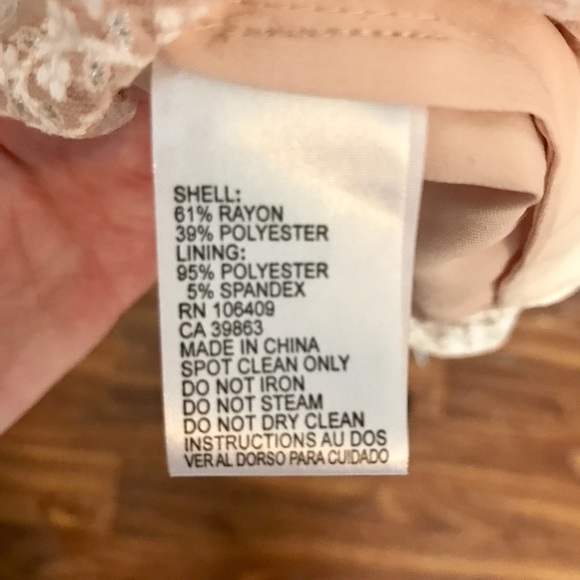 SHELL:
61% RAYON
39% POLYESTER
LINING:
95% POLYESTER
5% SPANDEX
RN 106409
CA 39863
MADE IN CHINA
SPOT CLEAN ONLY
DO NOT IRON
DO NOT STEAM
DO NOT DRY CLEAN
INSTRUCTIONS AU DOS
VER AL DORSO PARA CUIDADO